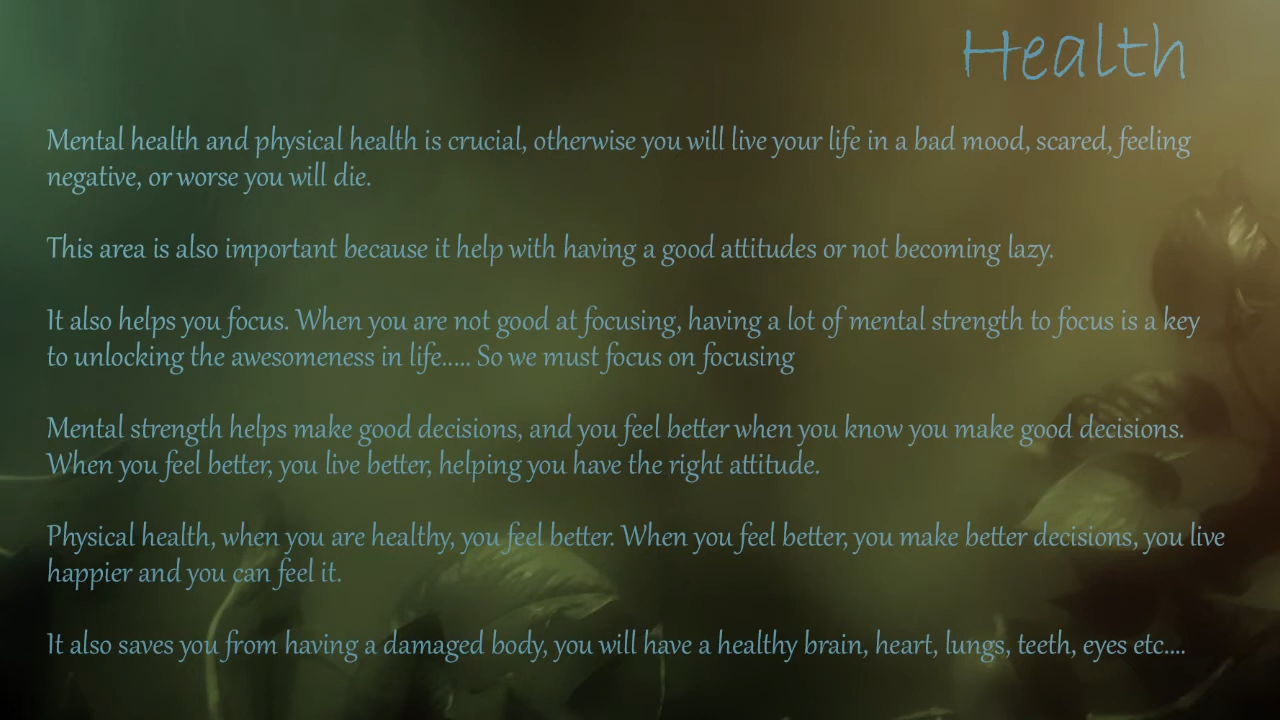 Health
Mental health and physical health is crucial, otherwise you will live your life in a bad mood, scared, feeling
negative, or worse you will die.
This area is also important because it help with having a good attitudes or not becoming lazy.
It also helps you focus. When you are not good at focusing, having a lot of mental strength to focus is a key
to unlocking the awesomeness in life..... So we must focus on focusing
Mental strength helps make good decisions, and you feel better when you know you make good decisions.
When you feel better, you live better, helping you have the right attitude.
Physical health, when you are healthy, you feel better. When you feel better, you make better decisions, you live
happier and you can feel it.
It also saves you from having a damaged body, you will have a healthy brain, heart, lungs, teeth, eyes etc....